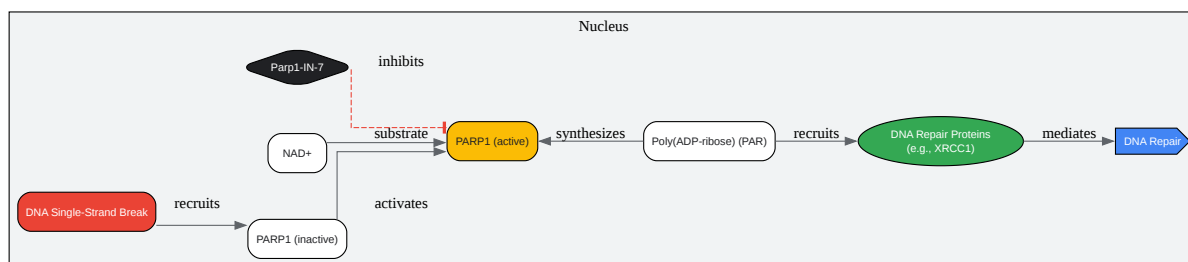 Nucleus
Parp1-IN-7
inhibits
NAD+
substrate
PARP1 (active)
synthesizes
Poly(ADP-ribose) (PAR)
recruits
DNA Repair Proteins
(e.g., XRCC1)
mediates
DNA Repair
DNA Single-Strand Break
recruits
PARP1 (inactive)
activates